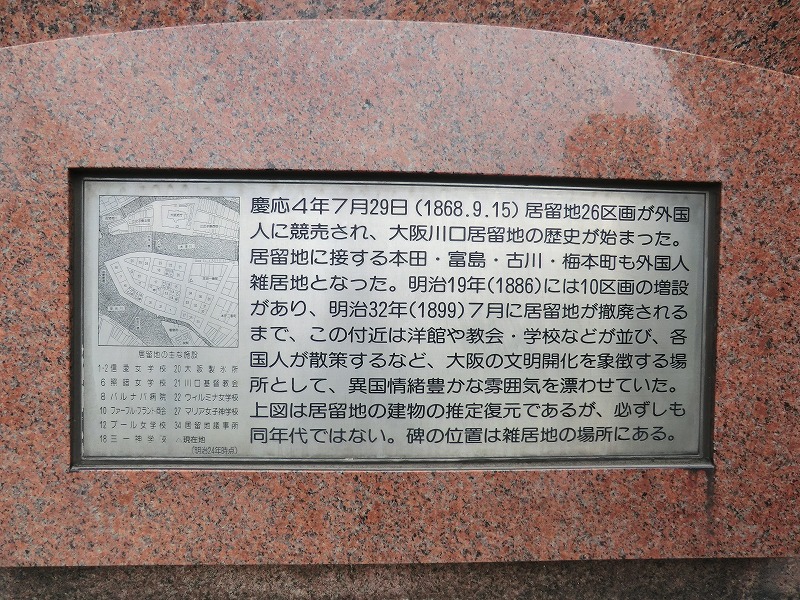 慶応4年7月29日(1868.9.15)居留地26区画が外国
人に競売され、大阪川口居留地の歴史が始まった。
居留地に接する本田・富島・古川・梅本町も外国人
雑居地となった。明治19年(1886)には10区画の増設
があり、明治32年(1899)7月に居留地が撤廃される
まで、この付近は洋館や教会・学校などが並び、各
国人が散策するなど、大阪の文明開化を象徴する場
所として、異国情緒豊かな雰囲気を漂わせていた。
上図は居留地の建物の推定復元であるが、必ずしも
同年代ではない。碑の位置は雑居地の場所にある。
居留地の主な施設
1-2 信愛女学校 20 大阪製氷所
6 照暗女学校 21 川口基督教会
8 バルナバ病院 22 ウィルミナ女学校
10 ファーブルブラント商会 27 マリア女子神学校
12 プール女学校 34 居留地議事所
18 三一神学校 現在地
(明治24年時点)